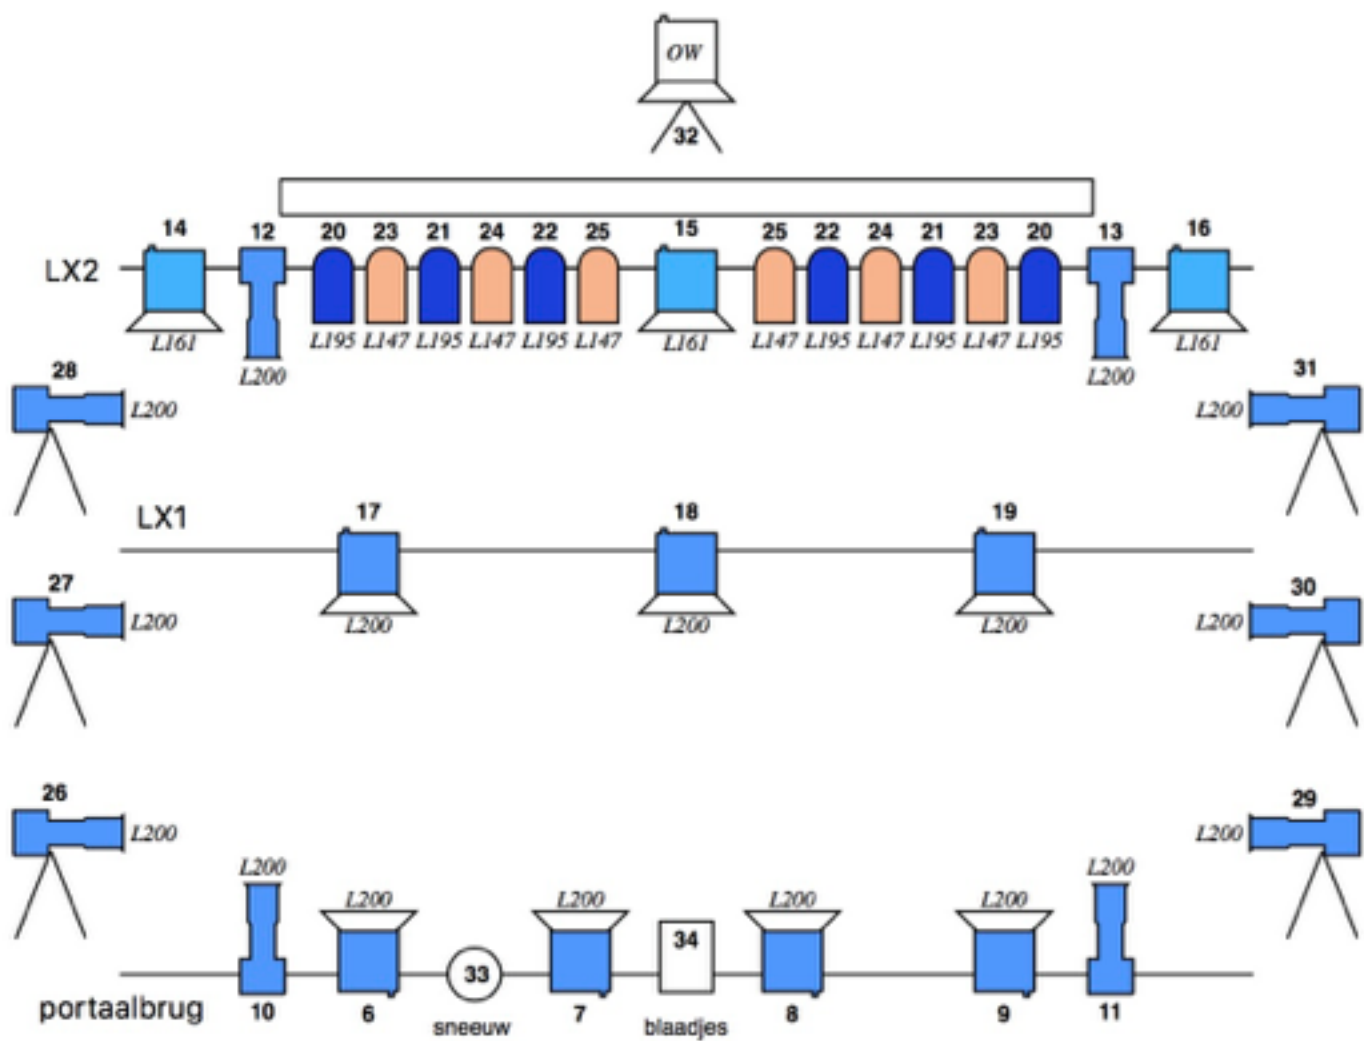 OW
32
14 12 20 23 21 24 22 25 15 25 22 24 21 23 20 13 16
LX2
L161 L200 L195 L147 L195 L147 L195 L147 L161 L147 L195 L147 L195 L147 L195 L200 L161
28 31
L200 L200
LX1 17 18 19
27 30
L200 L200 L200 L200 L200
26 29
L200 L200
L200 L200 L200 L200 L200 L200
34
33
portaalbrug 10 6 7 8 9 11
sneeuw blaadjes